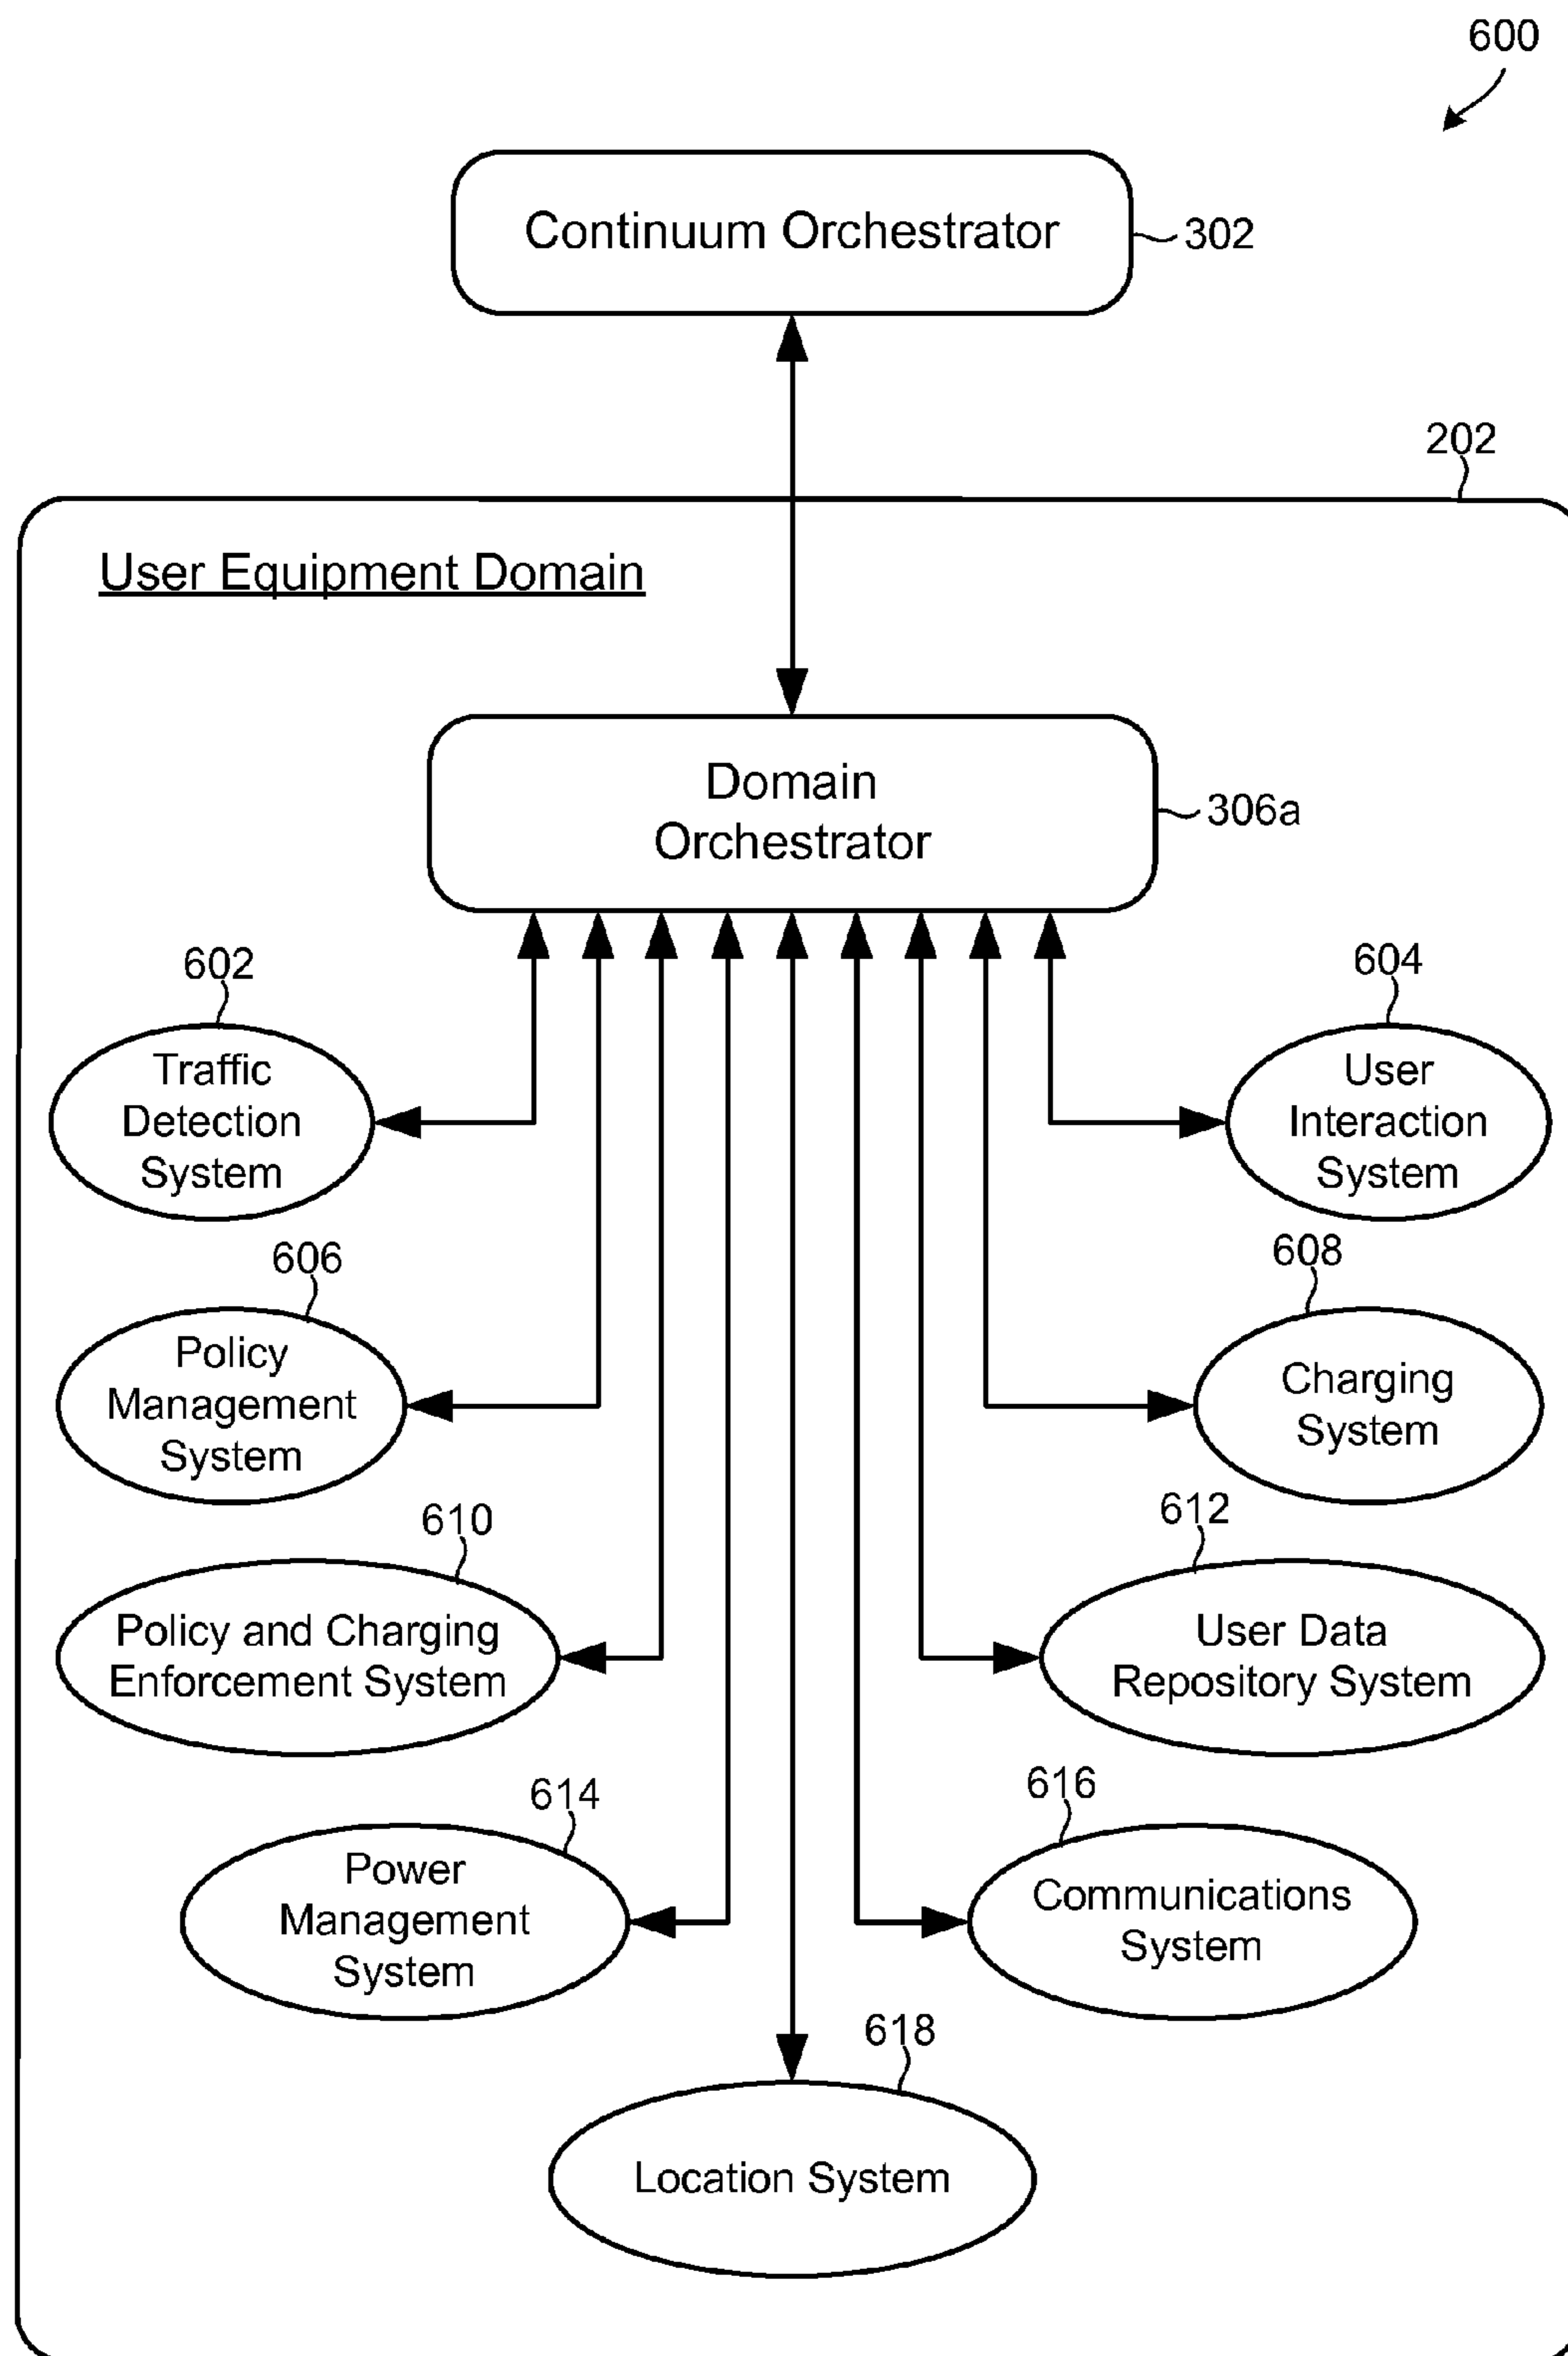 600
Continuum Orchestrator
302
202
User Equipment Domain
Domain
Orchestrator
306a
602
Traffic
Detection
System
604
User
Interaction
System
606
Policy
Management
System
608
Charging
System
610
Policy and Charging
Enforcement System
612
User Data
Repository System
614
Power
Management
System
616
Communications
System
618
Location System